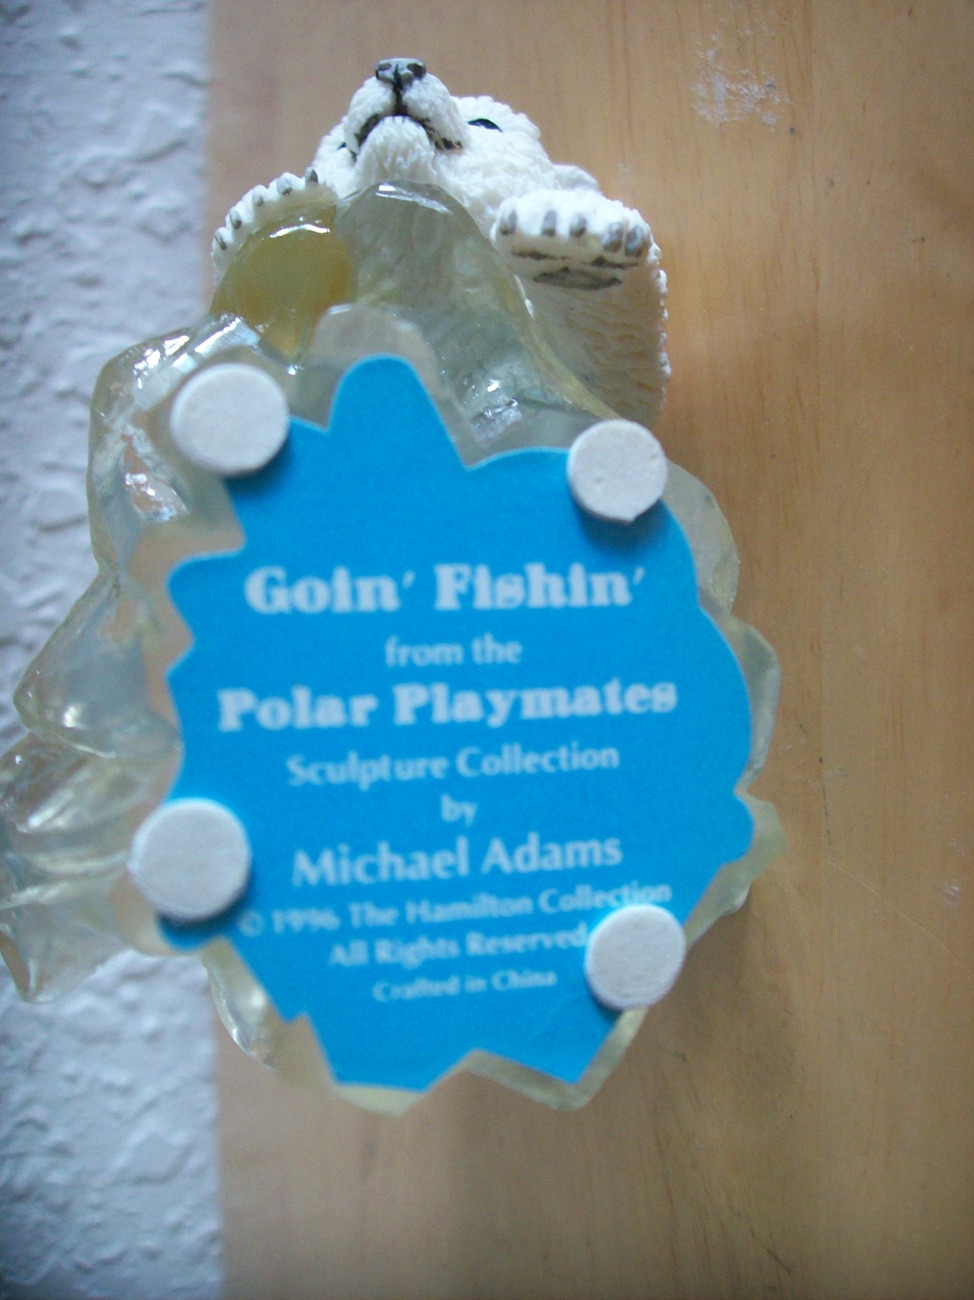 Goin' Fishin'
from the
Polar Playmates
Sculpture Collection
by
Michael Adams
© 1996 The Hamilton Collection
All Rights Reserved
Crafted in China